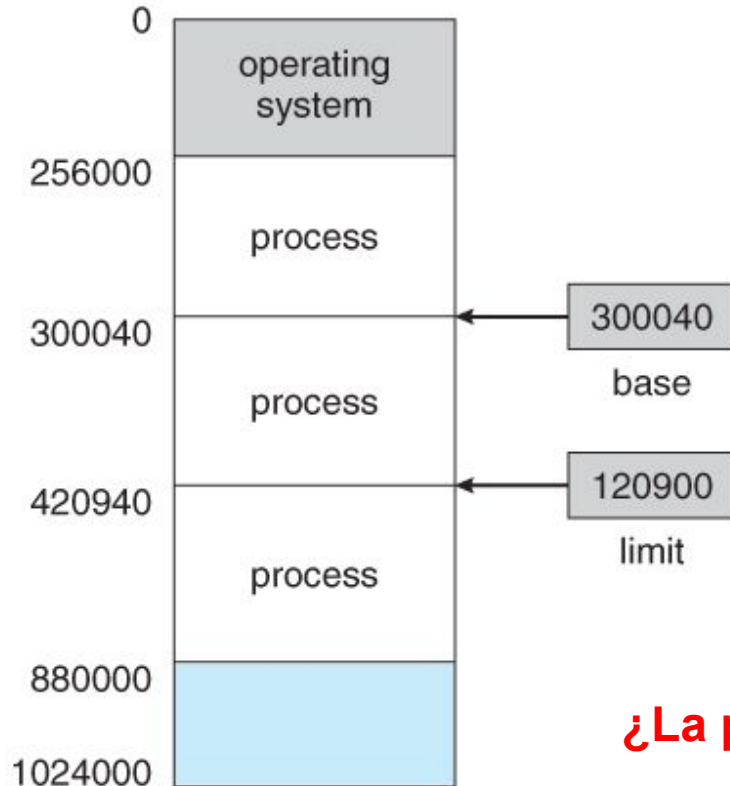 0
operating
system
256000
process
300040
300040
base
process
420940
120900
limit
process
880000
¿La p
1024000